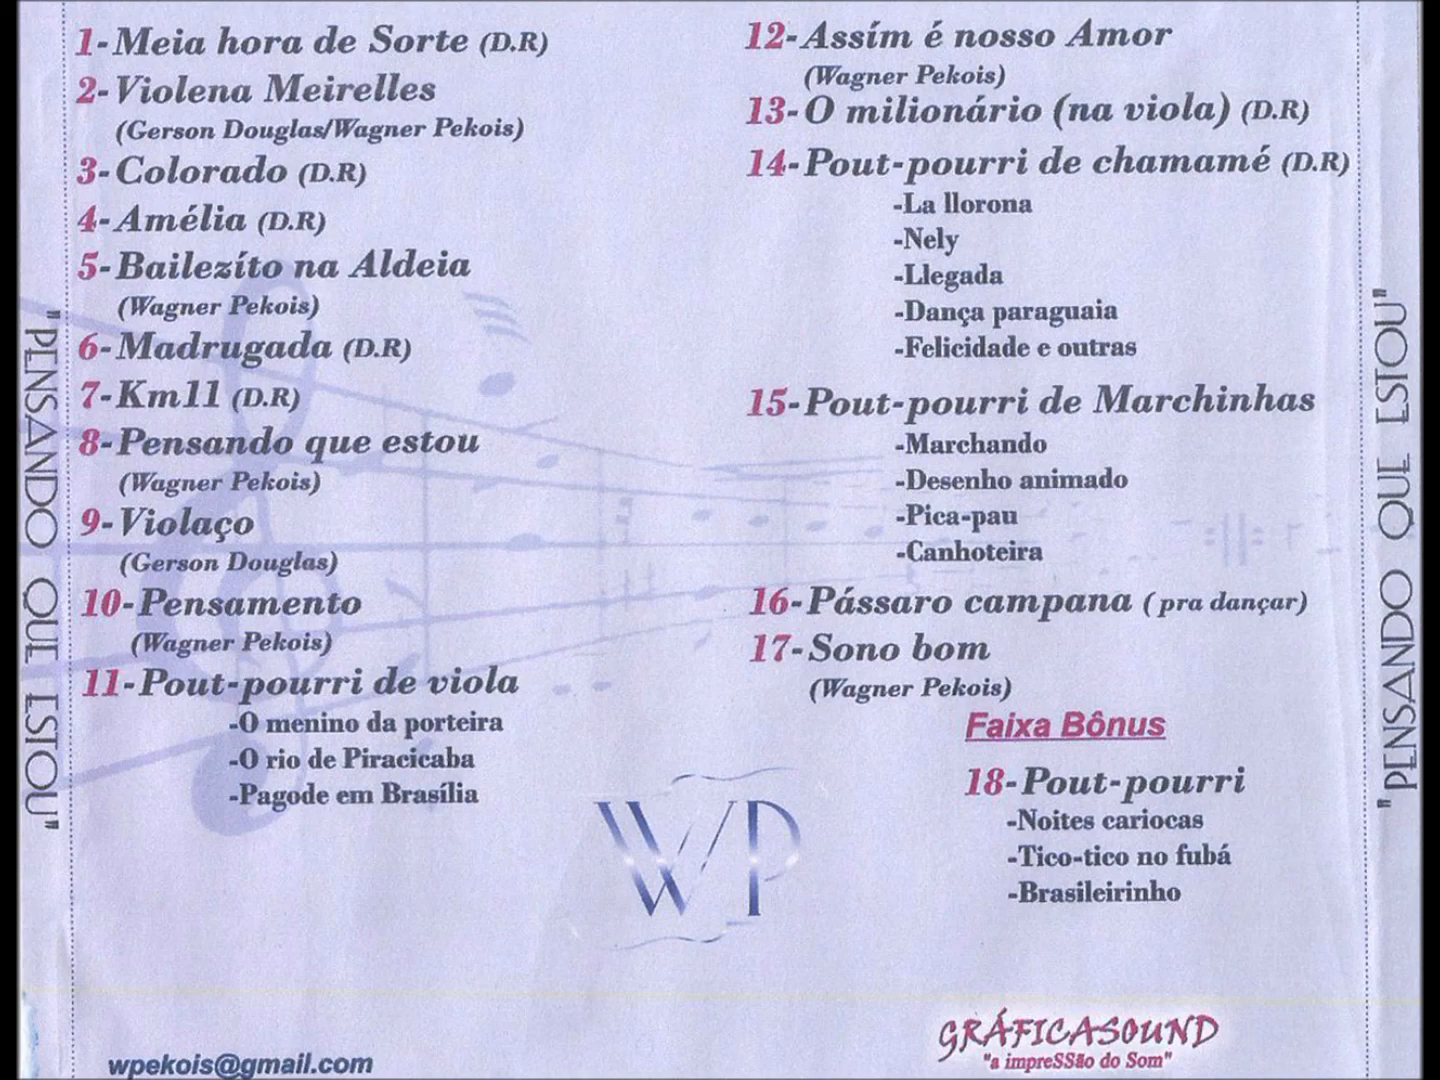 1-Meia hora de Sorte (D.R)
2-Violena Meirelles
(Gerson Douglas/Wagner Pekois)
3-Colorado (D.R)
4-Amélia (D.R)
5-Bailezíto na Aldeia
(Wagner Pekois)
6-Madrugada (D.R)
7-Km11 (D.R)
8-Pensando que estou
(Wagner Pekois)
9-Violaço
(Gerson Douglas)
10-Pensamento
(Wagner Pekois)
11-Pout-pourri de viola
-O menino da porteira
-O rio de Piracicaba
-Pagode em Brasília
12-Assím é nosso Amor
(Wagner Pekois)
13-O milionário (na viola) (D.R)
14-Pout-pourri de chamamé (D.R)
-La llorona
-Nely
-Llegada
-Dança paraguaia
-Felicidade e outras
15-Pout-pourri de Marchinhas
-Marchando
-Desenho animado
-Pica-pau
-Canhoteira
16-Pássaro campana (pra dançar)
17-Sono bom
(Wagner Pekois)
Faixa Bônus
18-Pout-pourri
-Noites cariocas
-Tico-tico no fubá
-Brasileirinho
WP
wpekois@gmail.com
GRÁFICASOUND
"a impreSSão do Som"
"PENSANDO QUE ESTOU"
"PENSANDO QUE ESTOU"